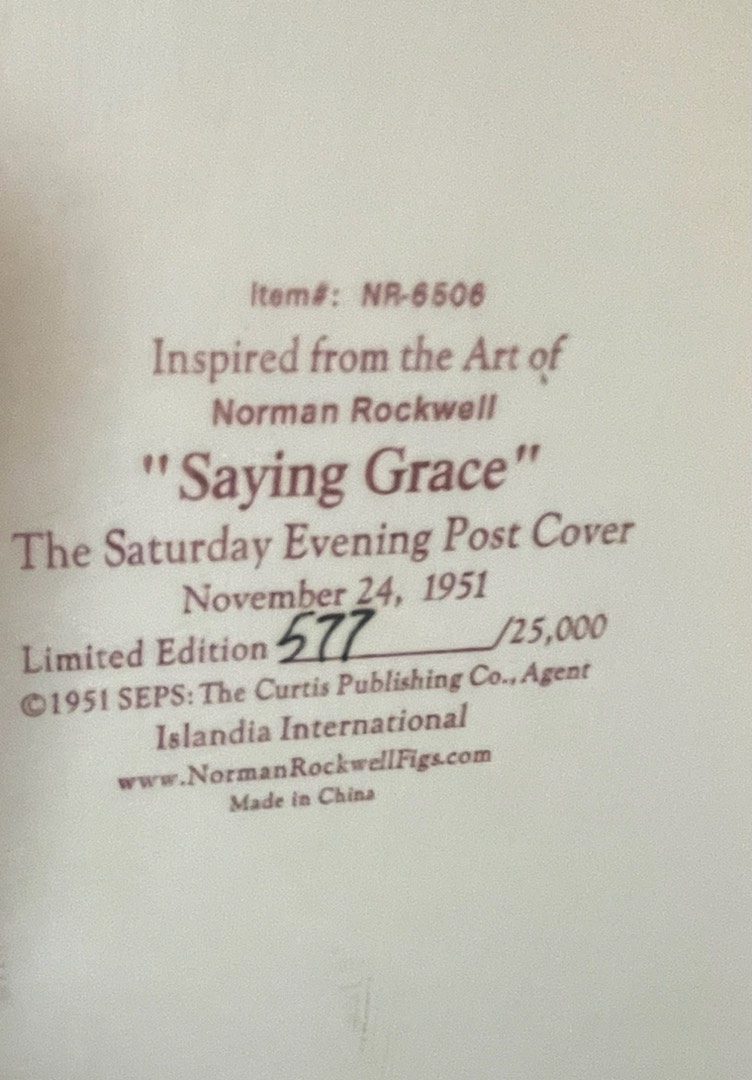 Item#: NR-6506
Inspired from the Art of
Norman Rockwell
"Saying Grace"
The Saturday Evening Post Cover
November 24, 1951
Limited Edition 577 /25,000
©1951 SEPS: The Curtis Publishing Co., Agent
Islandia International
www.NormanRockwellFigs.com
Made in China